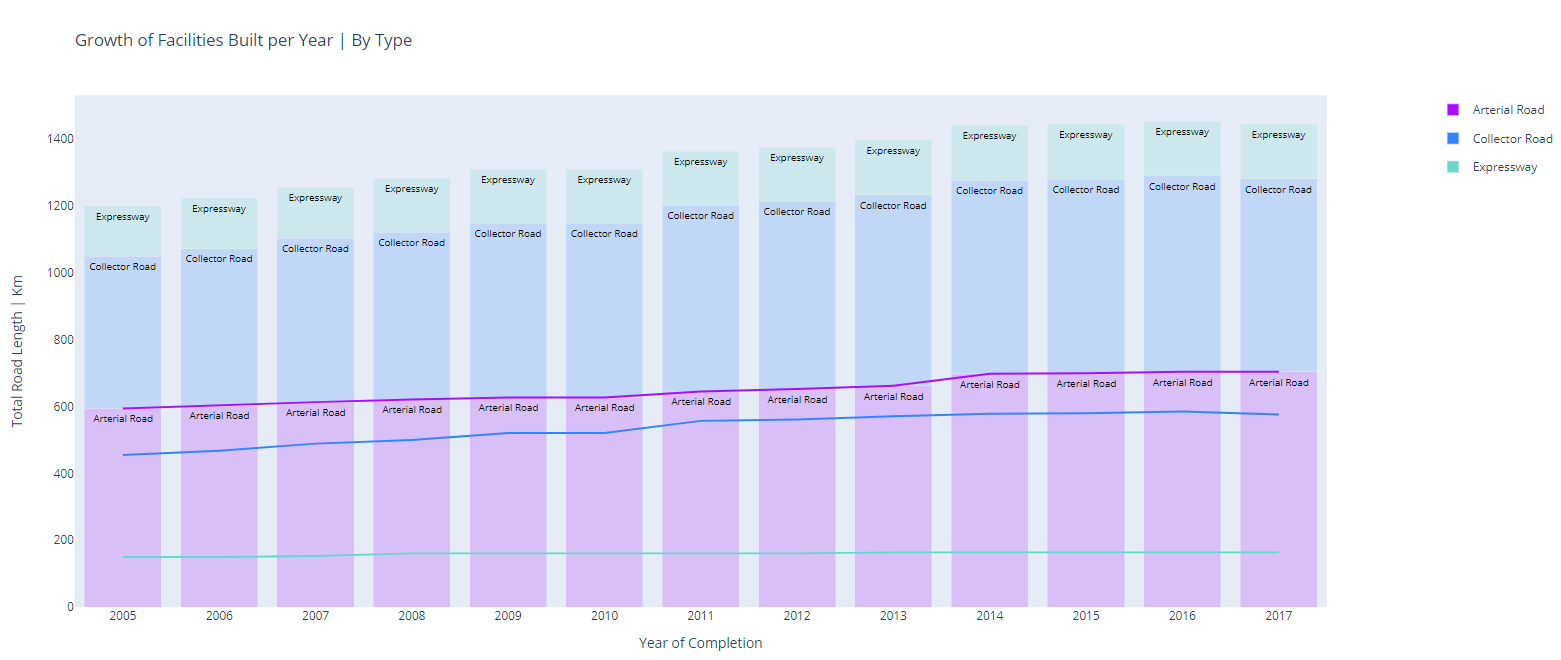 Growth of Facilities Built per Year | By Type
Arterial Road
Collector Road
Expressway
Total Road Length | Km
1400
1200
1000
800
600
400
200
0
Expressway
Expressway
Expressway
Expressway
Expressway
Expressway
Expressway
Expressway
Expressway
Expressway
Expressway
Expressway
Expressway
Collector Road
Collector Road
Collector Road
Collector Road
Collector Road
Collector Road
Collector Road
Collector Road
Collector Road
Collector Road
Collector Road
Collector Road
Collector Road
Arterial Road
Arterial Road
Arterial Road
Arterial Road
Arterial Road
Arterial Road
Arterial Road
Arterial Road
Arterial Road
Arterial Road
Arterial Road
Arterial Road
Arterial Road
2005 2006 2007 2008 2009 2010 2011 2012 2013 2014 2015 2016 2017
Year of Completion